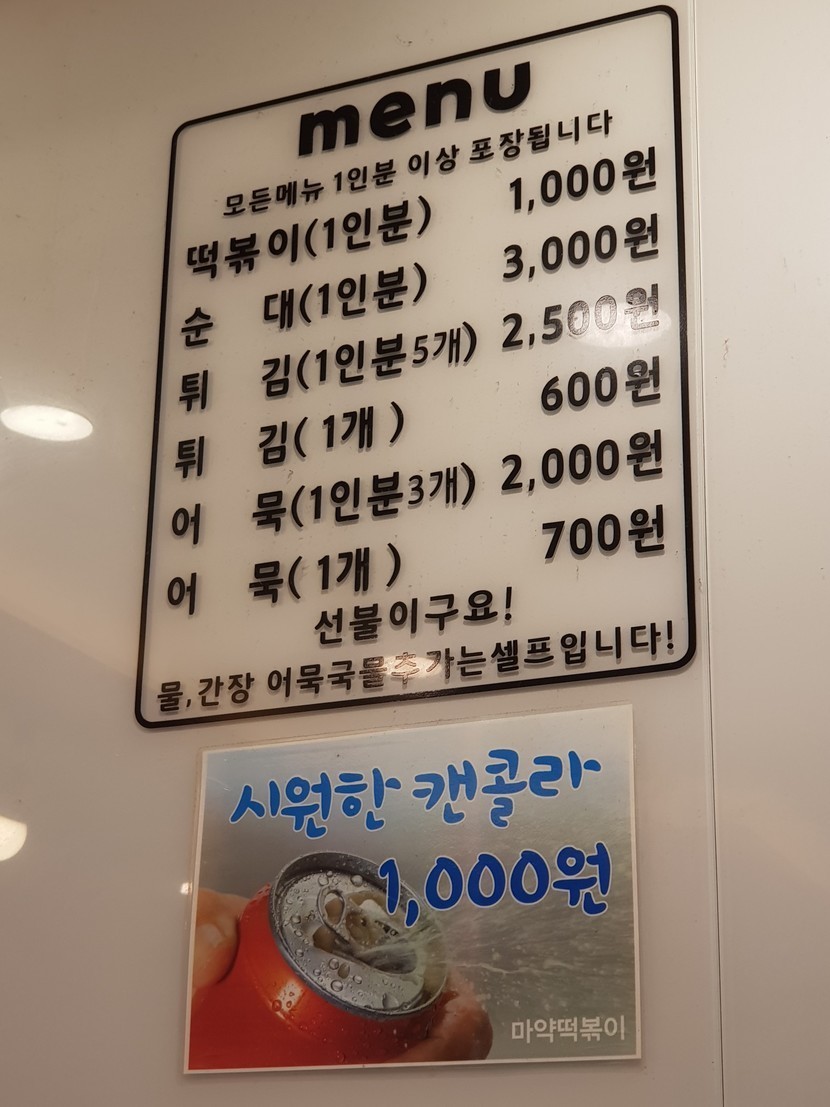 menu
모든메뉴 1인분 이상 포장됩니다
떡볶이(1인분) 1,000원
순 대(1인분) 3,000원
튀 김(1인분5개) 2,500원
튀 김( 1개 ) 600원
어 묵(1인분3개) 2,000원
어 묵( 1개 ) 700원
선불이구요!
물,간장 어묵국물추가는셀프입니다!
시원한 캔콜라
1,000원
마약떡볶이